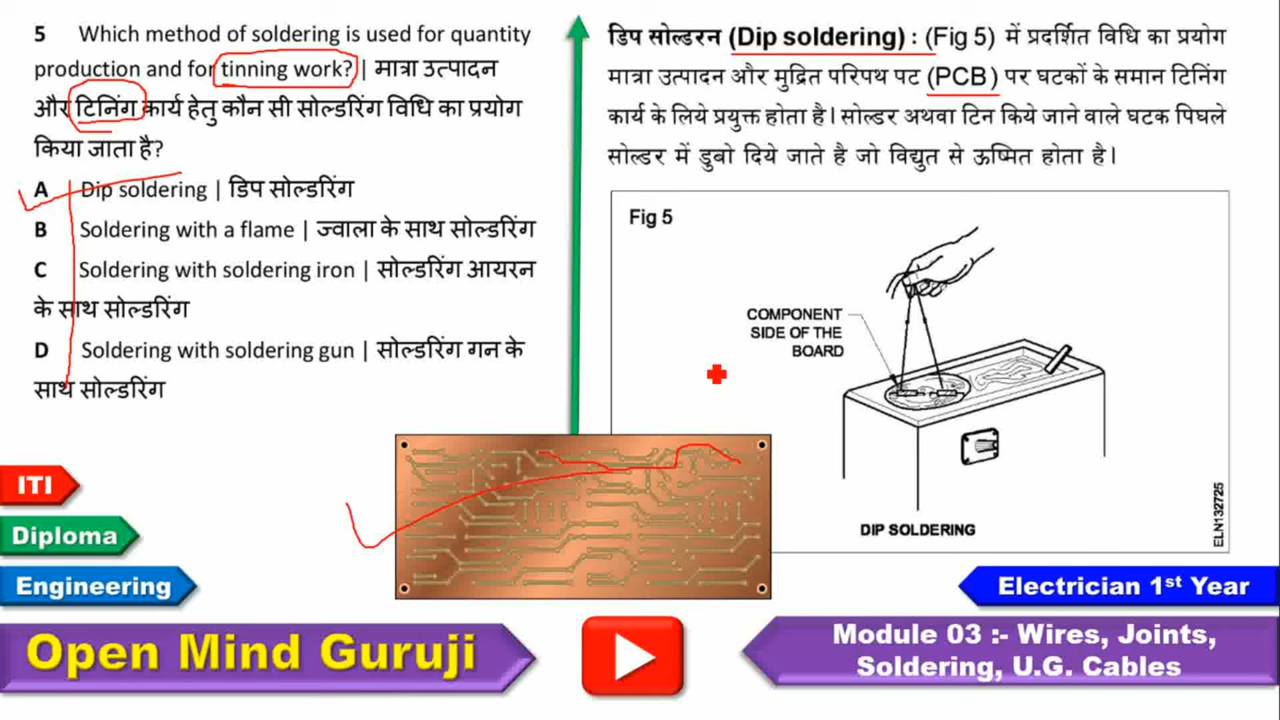 5 Which method of soldering is used for quantity
production and for tinning work? | मात्रा उत्पादन
और टिनिंग कार्य हेतु कौन सी सोल्डरिंग विधि का प्रयोग
किया जाता है?
A Dip soldering | डिप सोल्डरिंग
B Soldering with a flame | ज्वाला के साथ सोल्डरिंग
C Soldering with soldering iron | सोल्डरिंग आयरन
के साथ सोल्डरिंग
D Soldering with soldering gun | सोल्डरिंग गन के
साथ सोल्डरिंग
डिप सोल्डरन (Dip soldering) : (Fig 5) में प्रदर्शित विधि का प्रयोग
मात्रा उत्पादन और मुद्रित परिपथ पट (PCB) पर घटकों के समान टिनिंग
कार्य के लिये प्रयुक्त होता है। सोल्डर अथवा टिन किये जाने वाले घटक पिघले
सोल्डर में डुबो दिये जाते है जो विद्युत से ऊष्मित होता है।
Fig 5
COMPONENT
SIDE OF THE
BOARD
DIP SOLDERING
ELN132725
ITI
Diploma
Engineering
Open Mind Guruji
Electrician 1st Year
Module 03 :- Wires, Joints,
Soldering, U.G. Cables